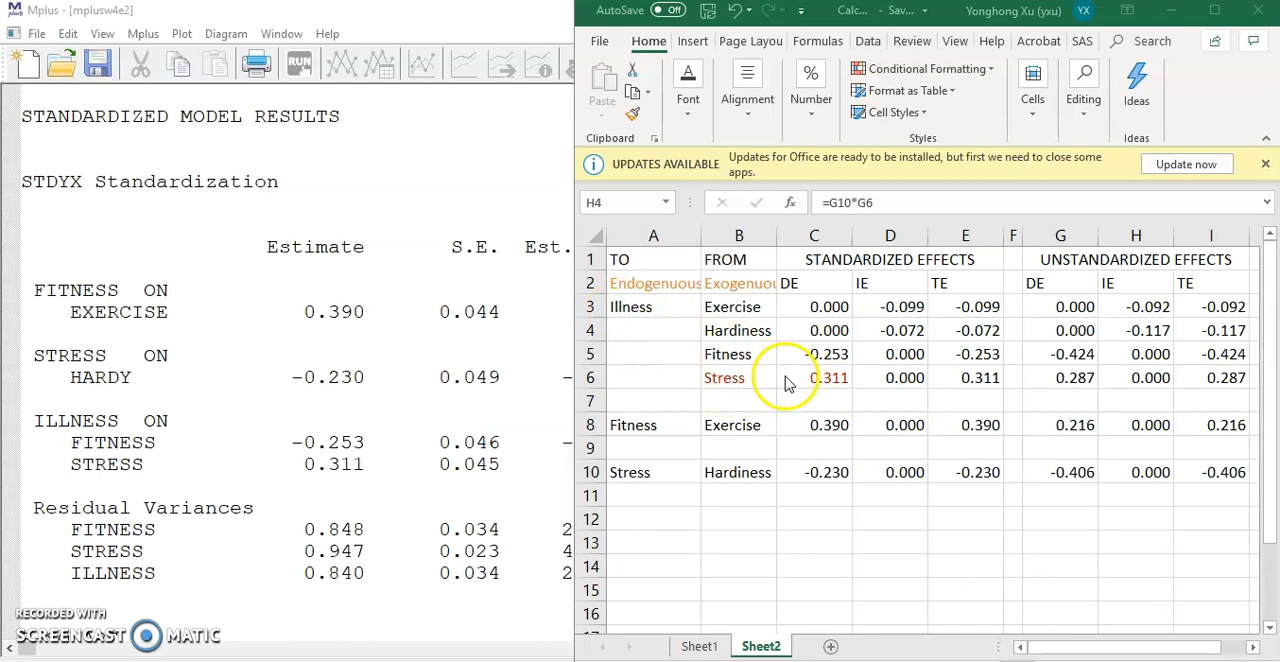 Mplus - [mplusw4e2]
File Edit View Mplus Plot Diagram Window Help
RUN
STANDARDIZED MODEL RESULTS
STDYX Standardization
Estimate S.E. Est.
FITNESS ON
EXERCISE 0.390 0.044
STRESS ON
HARDY -0.230 0.049 -
ILLNESS ON
FITNESS -0.253 0.046 -
STRESS 0.311 0.045
Residual Variances
FITNESS 0.848 0.034 2
STRESS 0.947 0.023 4
ILLNESS 0.840 0.034 2
RECORDED WITH
SCREENCAST MATIC
AutoSave Off Calc... - Sav... Yonghong Xu (yxu) YX
File Home Insert Page Layou Formulas Data Review View Help Acrobat SAS Search
Paste Font Alignment Number Conditional Formatting Format as Table Cell Styles Cells Editing Ideas
Clipboard Styles Ideas
UPDATES AVAILABLE Updates for Office are ready to be installed, but first we need to close some apps. Update now
H4 fx =G10*G6
A B C D E F G H I
1 TO FROM STANDARDIZED EFFECTS UNSTANDARDIZED EFFECTS
2 Endogenuous Exogenuou DE IE TE DE IE TE
3 Illness Exercise 0.000 -0.099 -0.099 0.000 -0.092 -0.092
4 Hardiness 0.000 -0.072 -0.072 0.000 -0.117 -0.117
5 Fitness -0.253 0.000 -0.253 -0.424 0.000 -0.424
6 Stress 0.311 0.000 0.311 0.287 0.000 0.287
7
8 Fitness Exercise 0.390 0.000 0.390 0.216 0.000 0.216
9
10 Stress Hardiness -0.230 0.000 -0.230 -0.406 0.000 -0.406
11
12
13
14
15
16
Sheet1 Sheet2